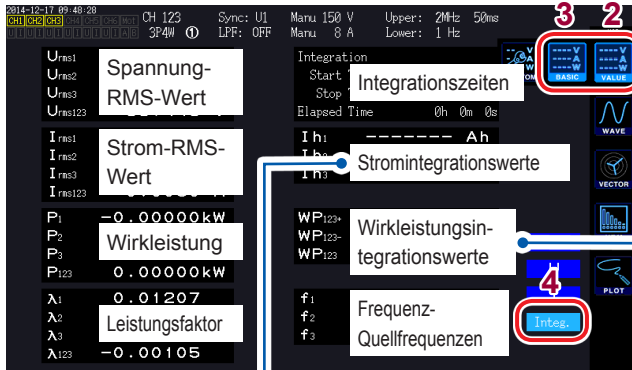 2014-12-17 09:48:28
CH1 CH2 CH3 CH4 CH5 CH6 Mot CH 123 Sync: U1 Manu 150 V Upper: 2MHz 50ms
U I U I U I U I U I U I A B 3P4W ① LPF: OFF Manu 8 A Lower: 1 Hz
3 2
BASIC VALUE
WAVE
VECTOR
PLOT
Urms1
Urms2
Urms3
Urms123
Spannung-
RMS-Wert
Integration
Start
Stop
Integrationszeiten
Elapsed Time 0h 0m 0s
Irms1
Irms2
Irms3
Irms123
Strom-RMS-
Wert
Ih1 ------- Ah
Ih3
Stromintegrationswerte
P1 -0.00000kW
P2
P3
P123 0.00000kW
Wirkleistung
WP123+
WP123-
WP123
Wirkleistungsin-
tegrationswerte
λ1 0.01207
λ2
λ3
λ123 -0.00105
Leistungsfaktor
f1
f2
f3
Frequenz-
Quellfrequenzen
4
Integ.